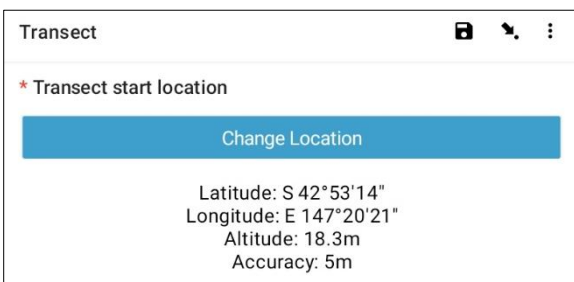 Transect
* Transect start location
Change Location
Latitude: S 42°53'14"
Longitude: E 147°20'21"
Altitude: 18.3m
Accuracy: 5m